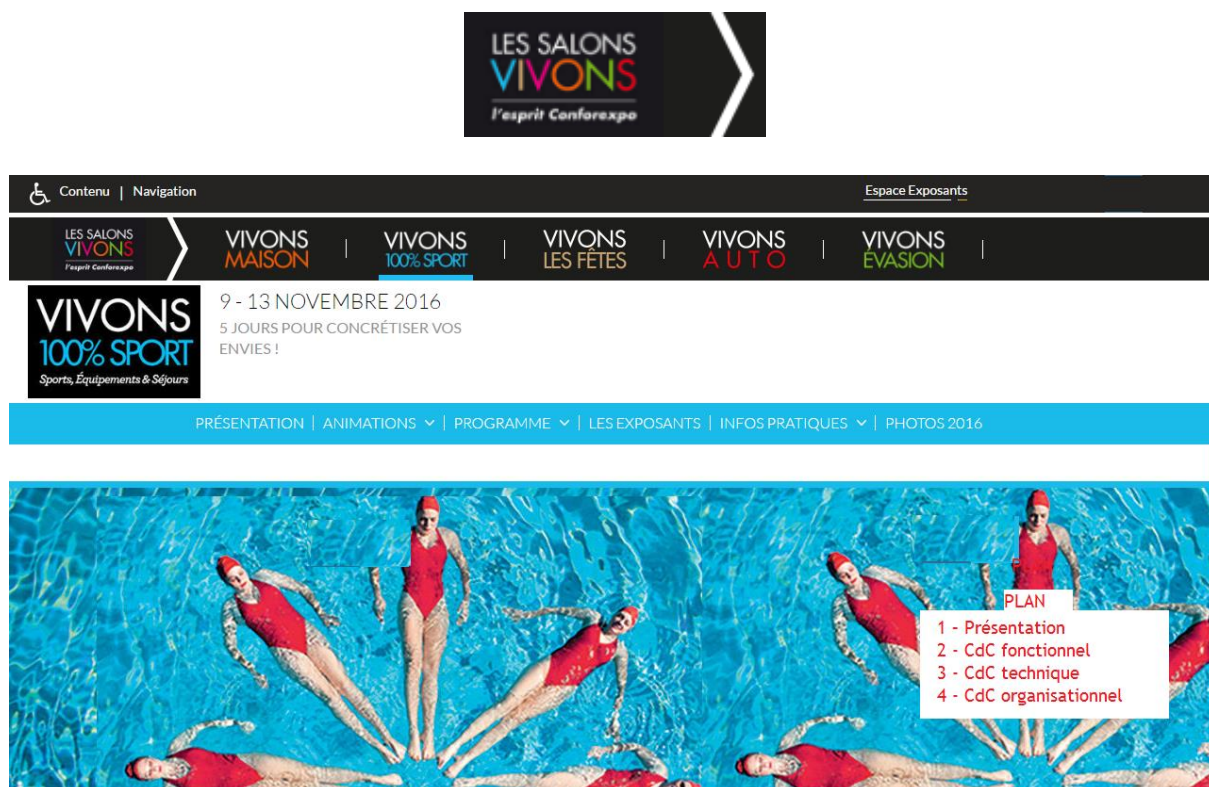 LES SALONS
VIVONS
l'esprit Conforexpo
Contenu | Navigation
Espace Exposants
LES SALONS
VIVONS
l'esprit Conforexpo
VIVONS
MAISON
VIVONS
100% SPORT
VIVONS
LES FÊTES
VIVONS
AUTO
VIVONS
ÉVASION
VIVONS
100% SPORT
Sports, Équipements & Séjours
9 - 13 NOVEMBRE 2016
5 JOURS POUR CONCRÉTISER VOS
ENVIES !
PRÉSENTATION | ANIMATIONS | PROGRAMME | LES EXPOSANTS | INFOS PRATIQUES | PHOTOS 2016
PLAN
1 - Présentation
2 - CdC fonctionnel
3 - CdC technique
4 - CdC organisationnel